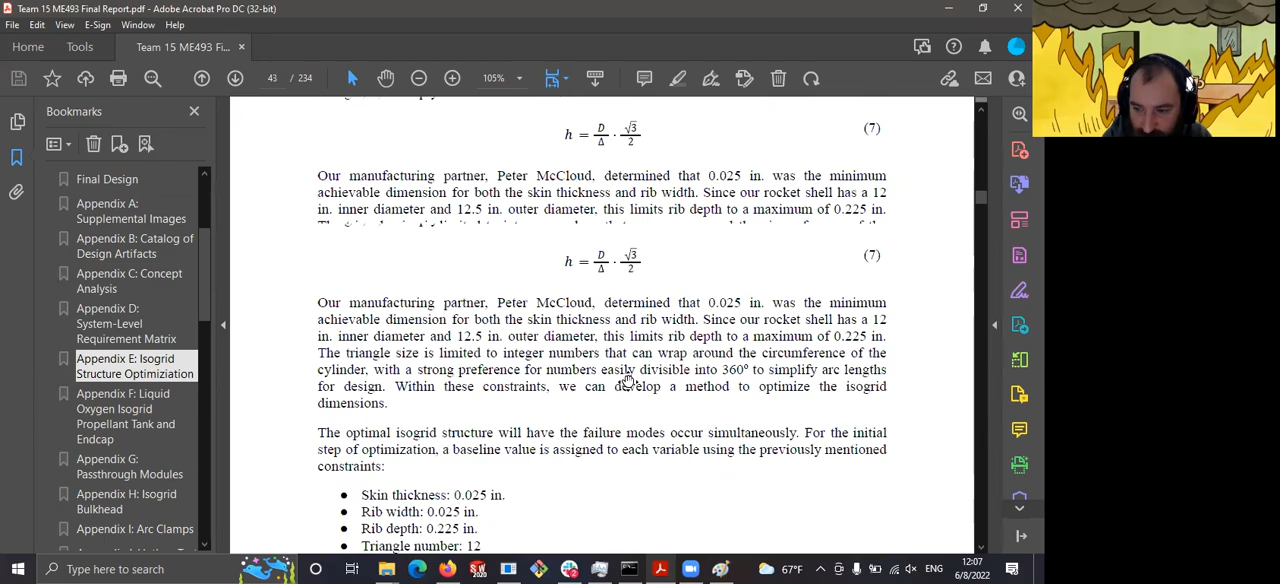 Team 15 ME493 Final Report.pdf - Adobe Acrobat Pro DC (32-bit)
File Edit View E-Sign Window Help
Home Tools Team 15 ME493 Fi... ×
43 / 234 105%
Bookmarks
Final Design
Appendix A:
Supplemental Images
Appendix B: Catalog of
Design Artifacts
Appendix C: Concept
Analysis
Appendix D:
System-Level
Requirement Matrix
Appendix E: Isogrid
Structure Optimiziation
Appendix F: Liquid
Oxygen Isogrid
Propellant Tank and
Endcap
Appendix G:
Passthrough Modules
Appendix H: Isogrid
Bulkhead
Appendix I: Arc Clamps
h = D/Δ · √3/2 (7)
Our manufacturing partner, Peter McCloud, determined that 0.025 in. was the minimum
achievable dimension for both the skin thickness and rib width. Since our rocket shell has a 12
in. inner diameter and 12.5 in. outer diameter, this limits rib depth to a maximum of 0.225 in.
h = D/Δ · √3/2 (7)
Our manufacturing partner, Peter McCloud, determined that 0.025 in. was the minimum
achievable dimension for both the skin thickness and rib width. Since our rocket shell has a 12
in. inner diameter and 12.5 in. outer diameter, this limits rib depth to a maximum of 0.225 in.
The triangle size is limited to integer numbers that can wrap around the circumference of the
cylinder, with a strong preference for numbers easily divisible into 360° to simplify arc lengths
for design. Within these constraints, we can develop a method to optimize the isogrid
dimensions.
The optimal isogrid structure will have the failure modes occur simultaneously. For the initial
step of optimization, a baseline value is assigned to each variable using the previously mentioned
constraints:
● Skin thickness: 0.025 in.
● Rib width: 0.025 in.
● Rib depth: 0.225 in.
● Triangle number: 12
Type here to search
67°F ENG 12:07
6/8/2022